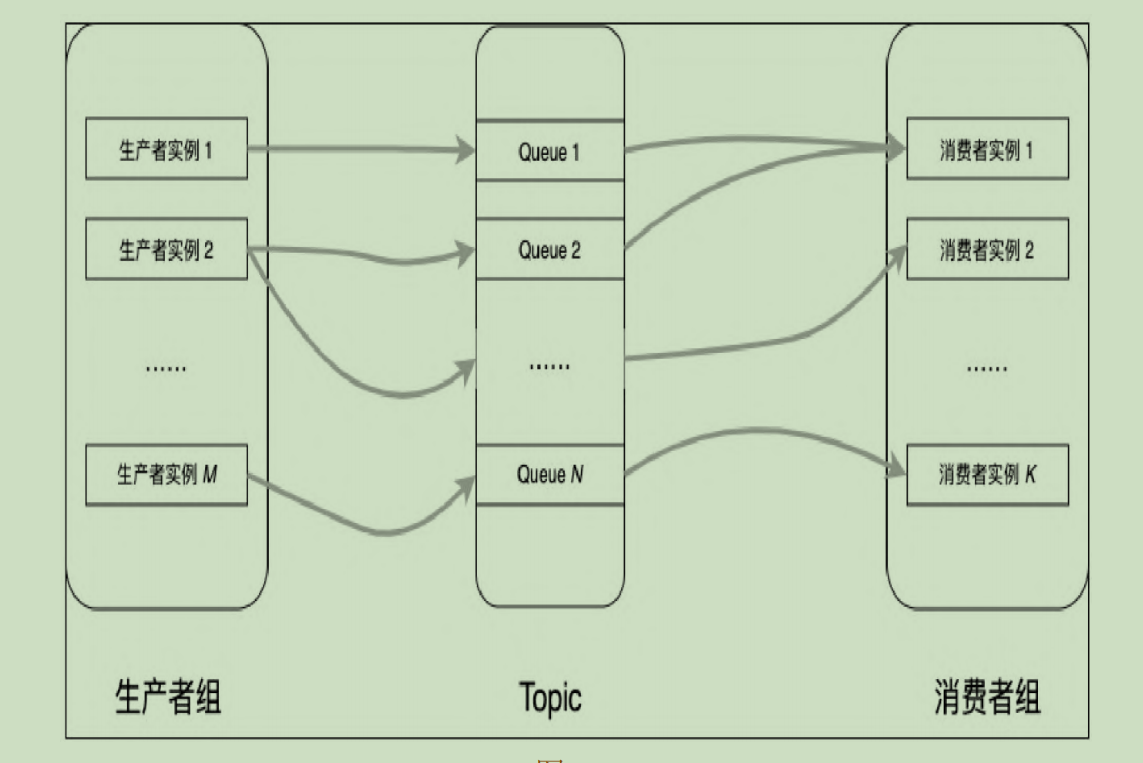 生产者实例 1
Queue 1
消费者实例 1
生产者实例 2
Queue 2
消费者实例 2
......
......
......
生产者实例 M
Queue N
消费者实例 K
生产者组
Topic
消费者组